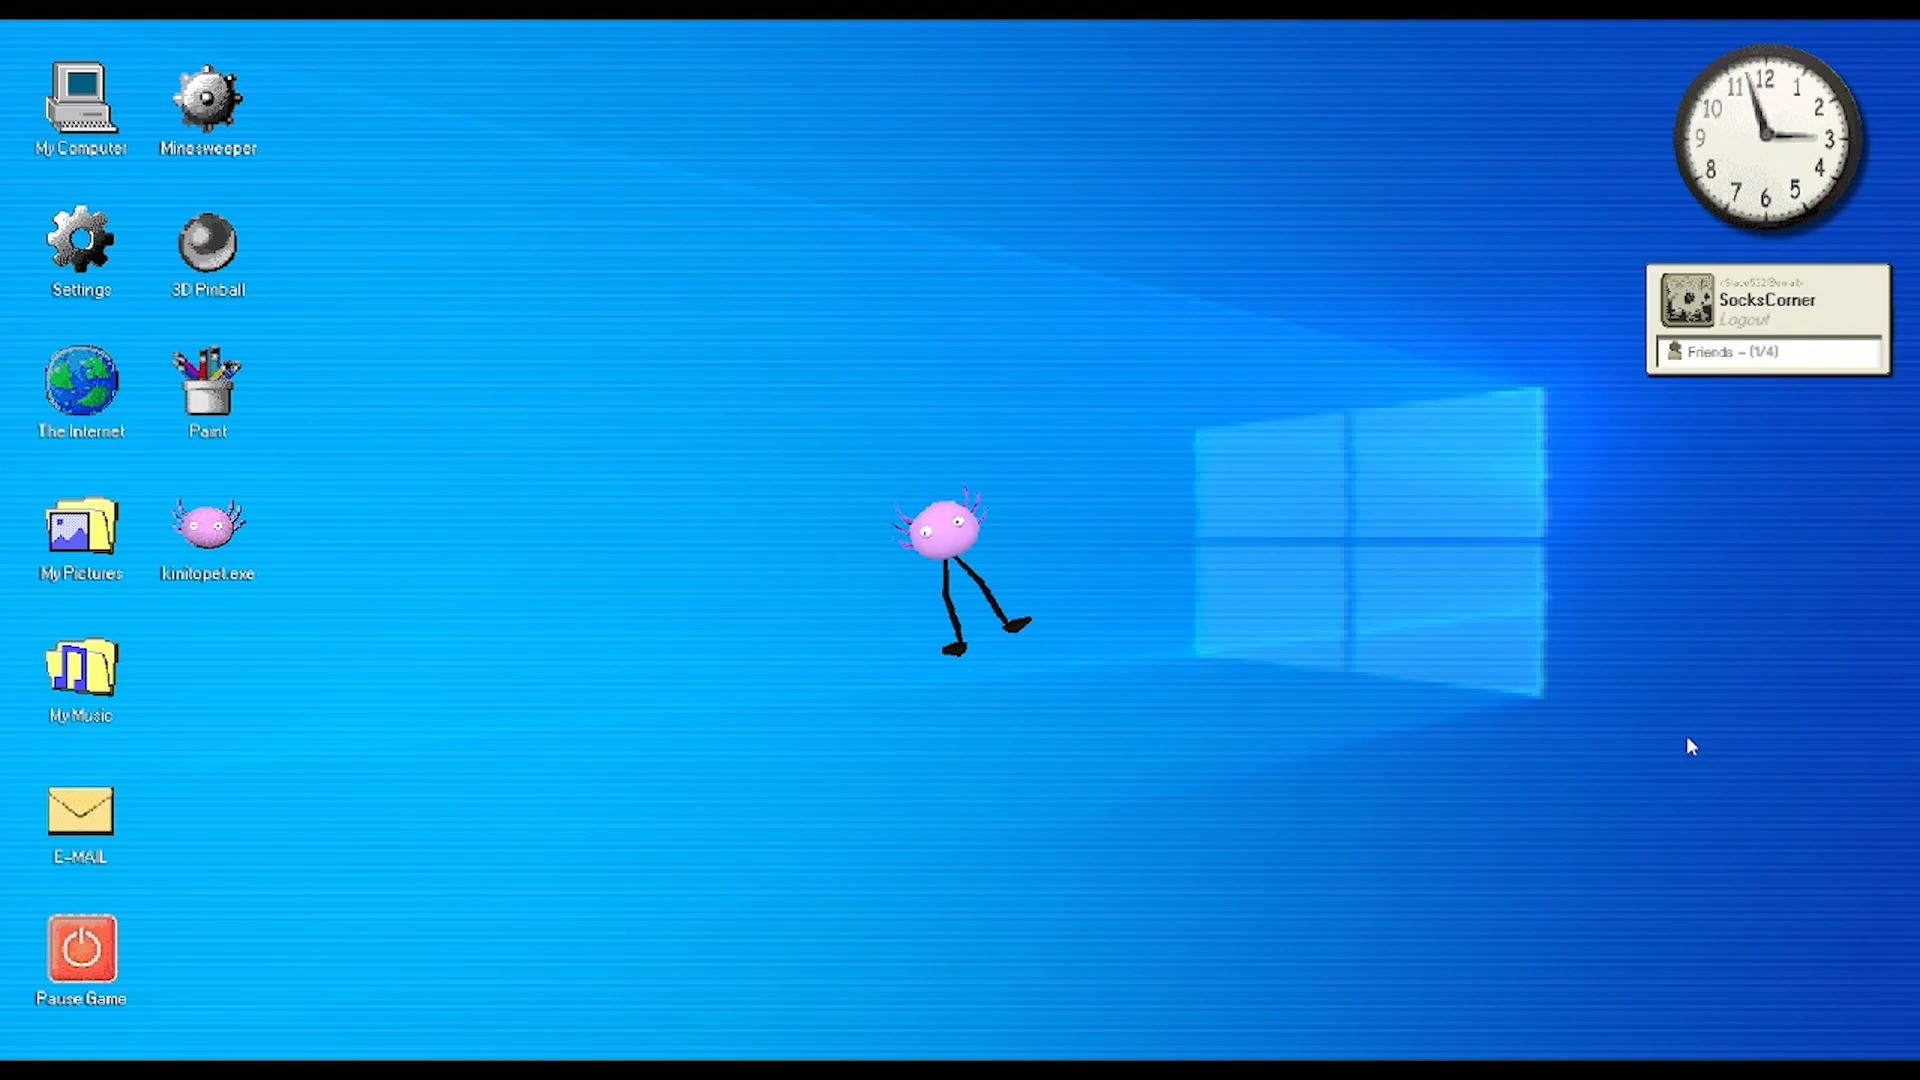 My Computer
Minesweeper
Settings
3D Pinball
The Internet
Paint
My Pictures
kinitopet.exe
My Music
E-MAIL
Pause Game
12
1
2
3
4
5
6
7
8
9
10
11
SocksCorner
Logout
Friends - (1/4)